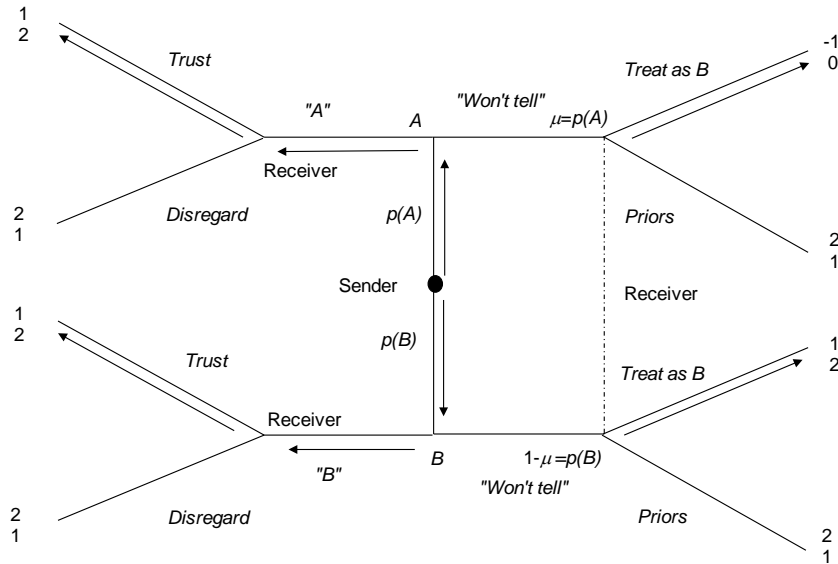 1
2
Trust
"A"
A
"Won't tell"
μ=p(A)
Treat as B
-1
0
Receiver
2
1
Disregard
p(A)
Priors
2
1
Sender
Receiver
1
2
Trust
p(B)
Treat as B
1
2
Receiver
"B"
B
1-μ=p(B)
"Won't tell"
2
1
Disregard
Priors
2
1